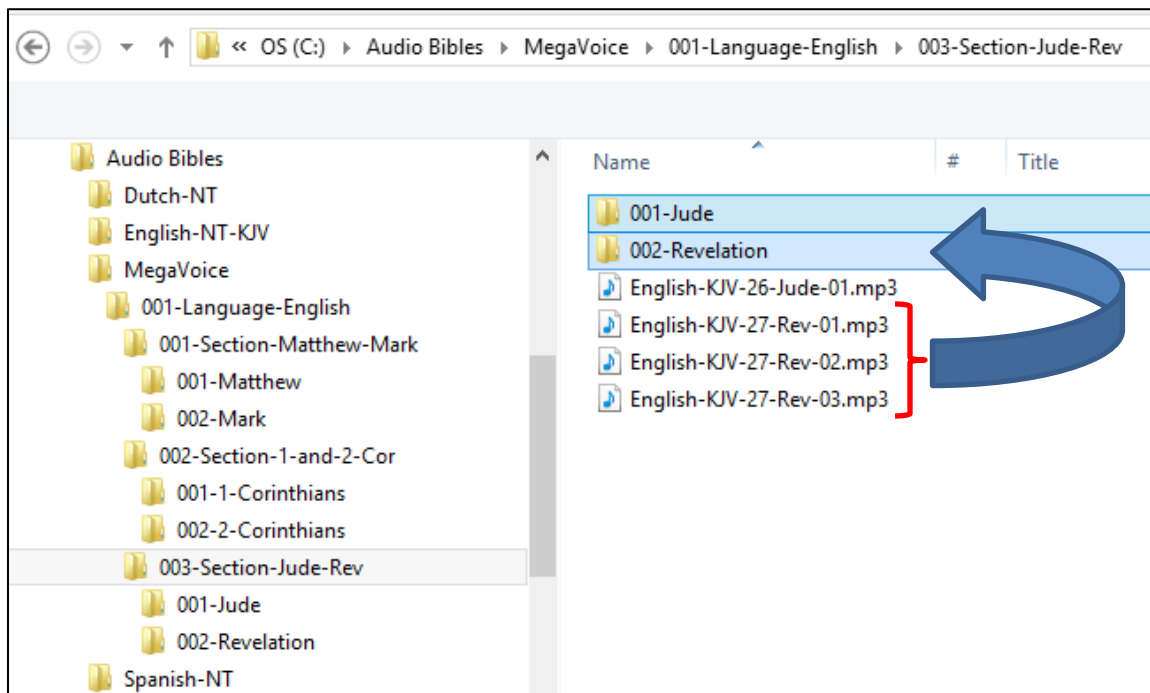 « OS (C:) ▸ Audio Bibles ▸ MegaVoice ▸ 001-Language-English ▸ 003-Section-Jude-Rev
Audio Bibles
Dutch-NT
English-NT-KJV
MegaVoice
001-Language-English
001-Section-Matthew-Mark
001-Matthew
002-Mark
002-Section-1-and-2-Cor
001-1-Corinthians
002-2-Corinthians
003-Section-Jude-Rev
001-Jude
002-Revelation
Spanish-NT
Name # Title
001-Jude
002-Revelation
English-KJV-26-Jude-01.mp3
English-KJV-27-Rev-01.mp3
English-KJV-27-Rev-02.mp3
English-KJV-27-Rev-03.mp3